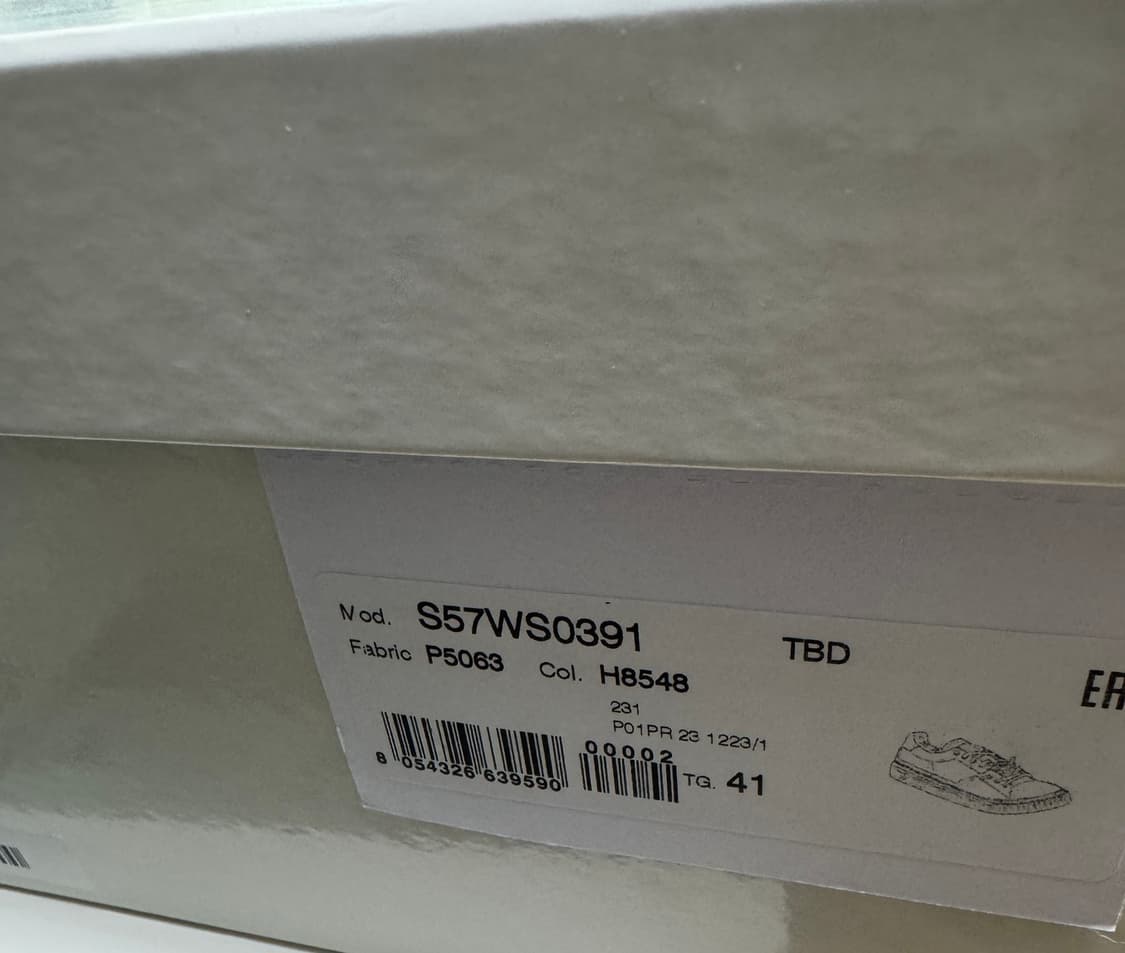 Mod. S57WS0391 TBD
Fabric P5063 Col. H8548
231
P01PR 23 1223/1
00002
8 054326 639590
TG. 41